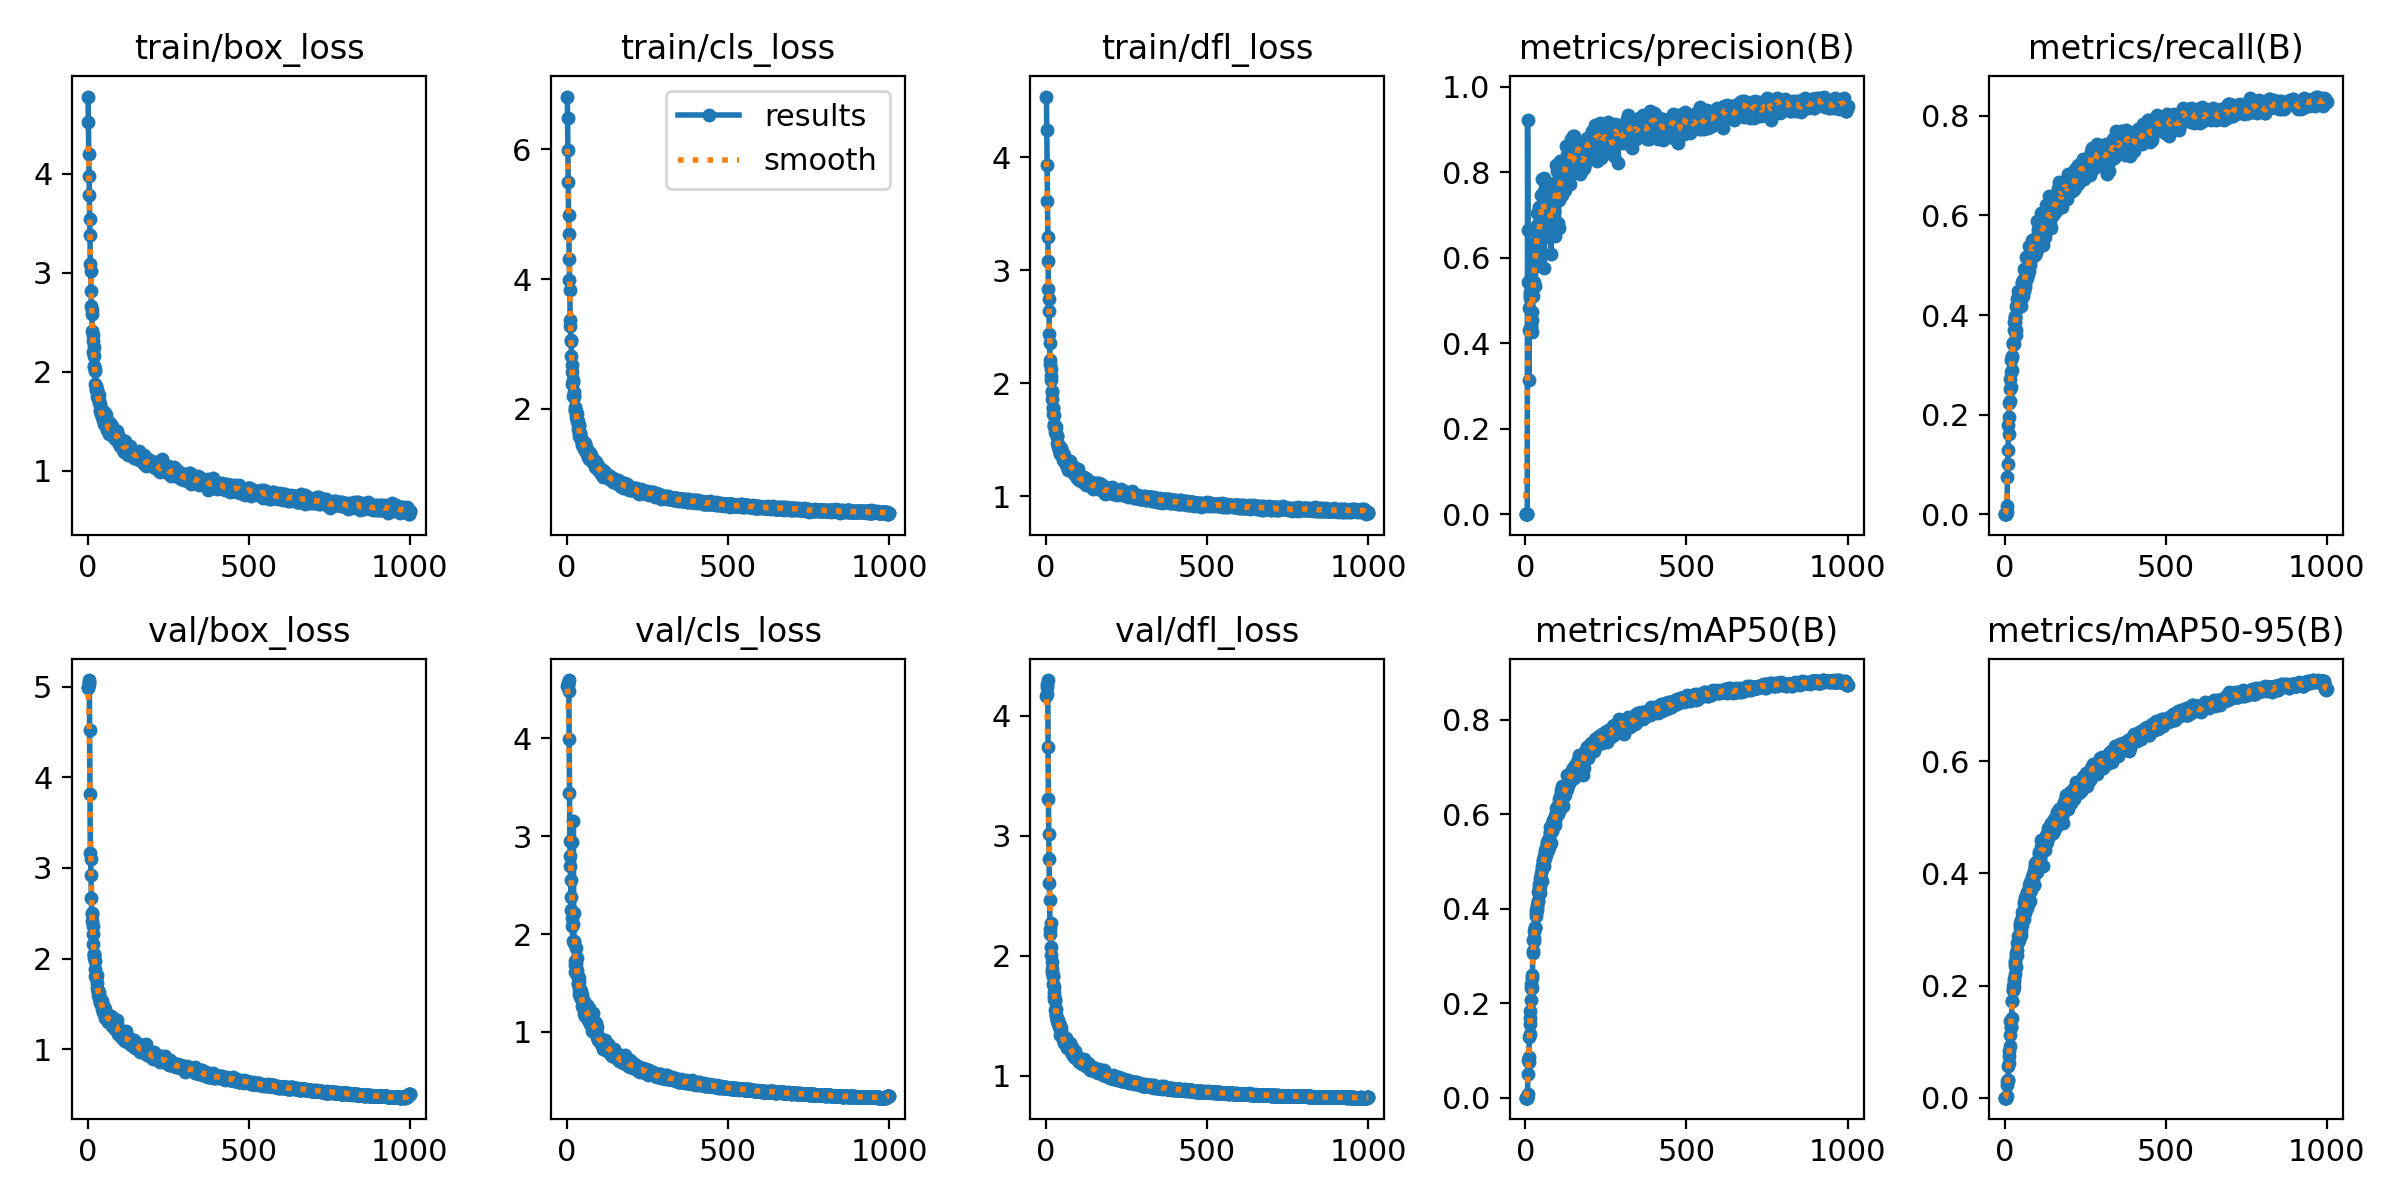 train/box_loss
4
3
2
1
0 500 1000
train/cls_loss
results
smooth
6
4
2
0 500 1000
train/dfl_loss
4
3
2
1
0 500 1000
metrics/precision(B)
1.0
0.8
0.6
0.4
0.2
0.0
0 500 1000
metrics/recall(B)
0.8
0.6
0.4
0.2
0.0
0 500 1000
val/box_loss
5
4
3
2
1
0 500 1000
val/cls_loss
4
3
2
1
0 500 1000
val/dfl_loss
4
3
2
1
0 500 1000
metrics/mAP50(B)
0.8
0.6
0.4
0.2
0.0
0 500 1000
metrics/mAP50-95(B)
0.6
0.4
0.2
0.0
0 500 1000